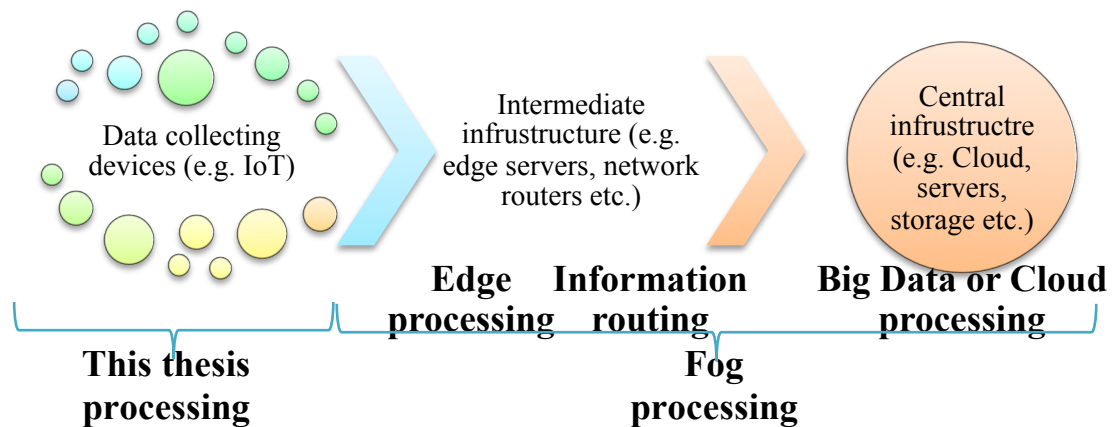 Data collecting
devices (e.g. IoT)
Intermediate
infrustructure (e.g.
edge servers, network
routers etc.)
Central
infrustructre
(e.g. Cloud,
servers,
storage etc.)
Edge
processing
Information
routing
Big Data or Cloud
processing
This thesis
processing
Fog
processing